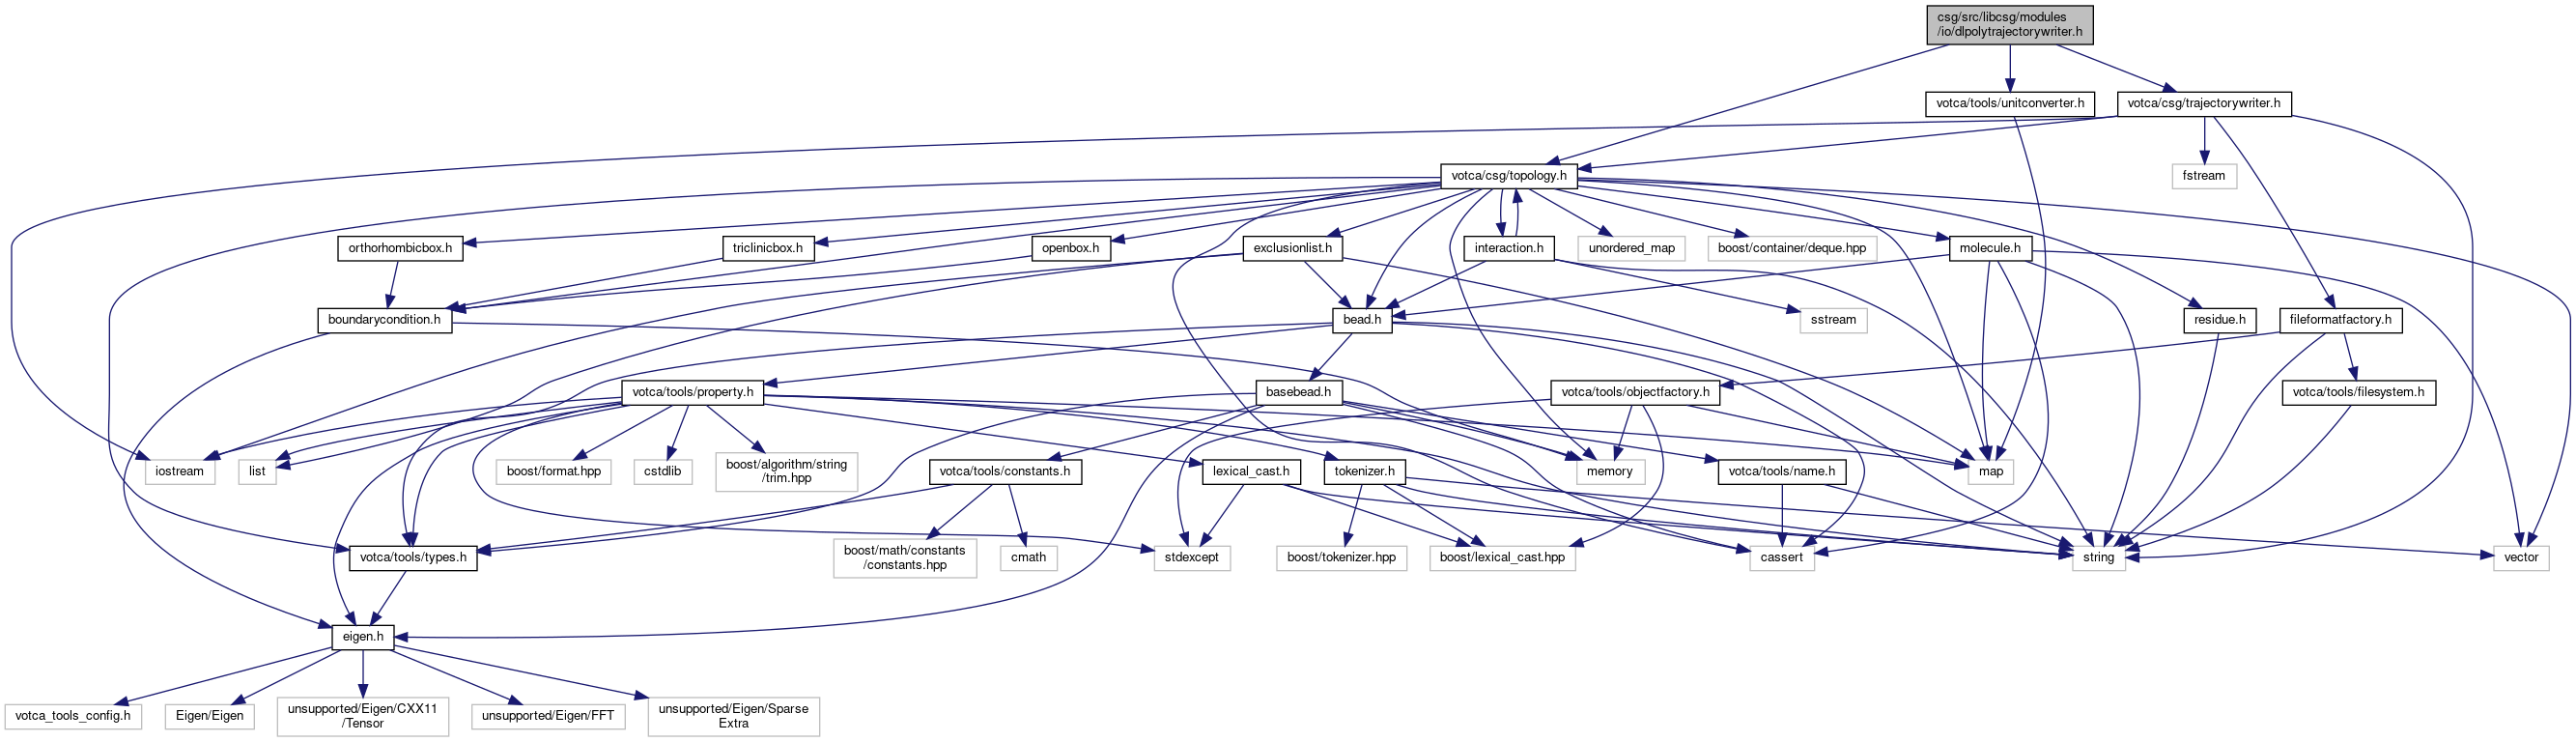 csg/src/libcsg/modules
/io/dlpolytrajectorywriter.h
votca/tools/unitconverter.h
votca/csg/trajectorywriter.h
votca/csg/topology.h
fstream
orthorhombicbox.h
triclinicbox.h
openbox.h
exclusionlist.h
interaction.h
unordered_map
boost/container/deque.hpp
molecule.h
boundarycondition.h
bead.h
sstream
residue.h
fileformatfactory.h
votca/tools/property.h
basebead.h
votca/tools/objectfactory.h
votca/tools/filesystem.h
iostream
list
boost/format.hpp
cstdlib
boost/algorithm/string
/trim.hpp
votca/tools/constants.h
lexical_cast.h
tokenizer.h
memory
votca/tools/name.h
map
votca/tools/types.h
boost/math/constants
/constants.hpp
cmath
stdexcept
boost/tokenizer.hpp
boost/lexical_cast.hpp
cassert
string
vector
eigen.h
votca_tools_config.h
Eigen/Eigen
unsupported/Eigen/CXX11
/Tensor
unsupported/Eigen/FFT
unsupported/Eigen/Sparse
Extra